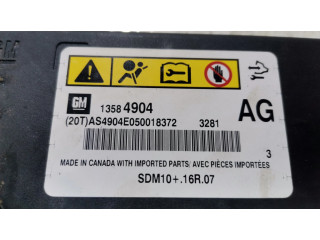 GM
1358 4904
AG
(20T)AS4904E050018372 3281
3
MADE IN CANADA WITH IMPORTED PARTS/AVEC PIÈCES IMPORTÉES
SDM10+.16R.07